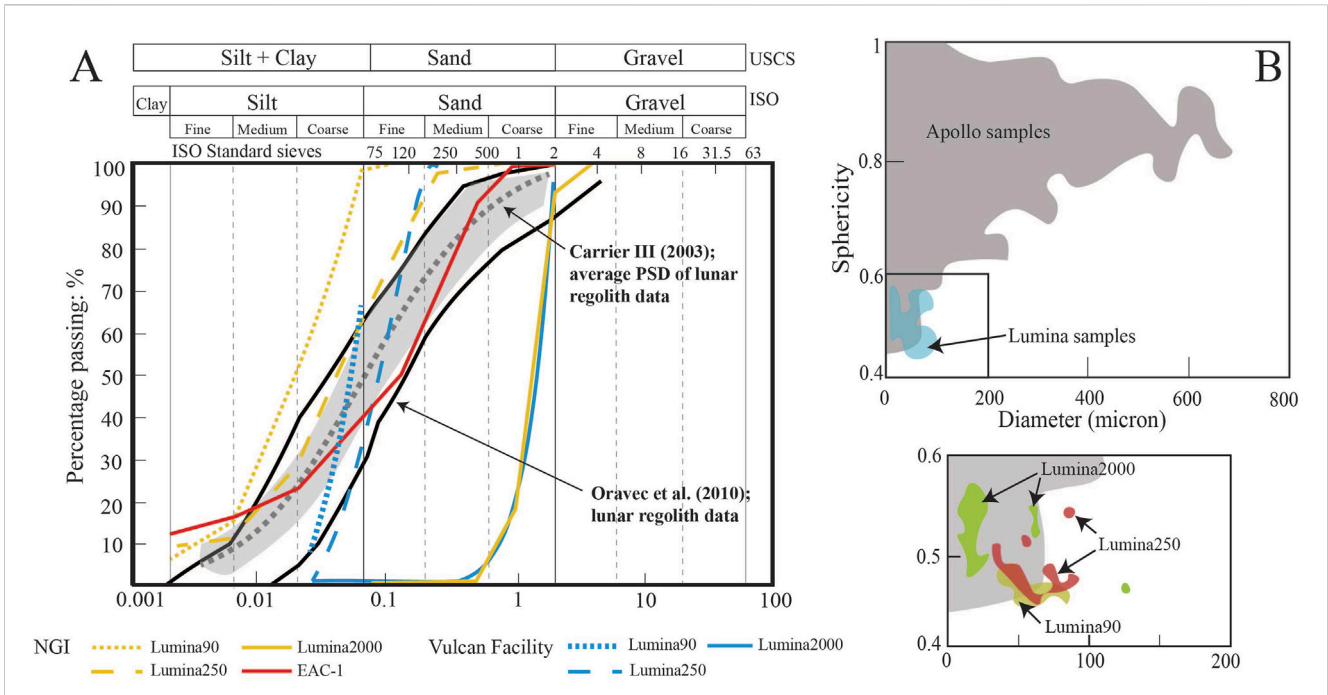 A
Silt + Clay Sand Gravel USCS
Clay Silt Sand Gravel ISO
Fine Medium Coarse Fine Medium Coarse Fine Medium Coarse
ISO Standard sieves 75 120 250 500 1 2 4 8 16 31.5 63
100
90
80
70
60
50
40
30
20
10
Percentage passing: %
Carrier III (2003);
average PSD of lunar
regolith data
Oravec et al. (2010);
lunar regolith data
0.001 0.01 0.1 1 10 100
NGI Lumina90 Lumina2000 Vulcan Facility Lumina90 Lumina2000
Lumina250 EAC-1 Lumina250
B
1
0.8
0.6
0.4
Sphericity
Apollo samples
Lumina samples
200 400 600 800
Diameter (micron)
0.6
0.5
0.4
Lumina2000
Lumina250
Lumina90
0 100 200